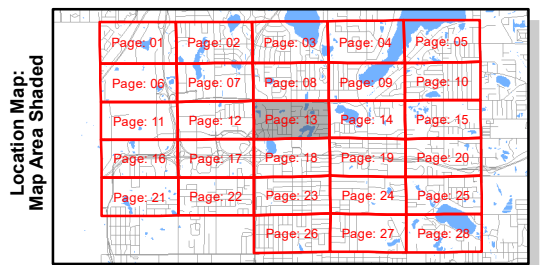 Location Map:
Map Area Shaded
Page: 01 Page: 02 Page: 03 Page: 04 Page: 05
Page: 06 Page: 07 Page: 08 Page: 09 Page: 10
Page: 11 Page: 12 Page: 13 Page: 14 Page: 15
Page: 16 Page: 17 Page: 18 Page: 19 Page: 20
Page: 21 Page: 22 Page: 23 Page: 24 Page: 25
Page: 26 Page: 27 Page: 28